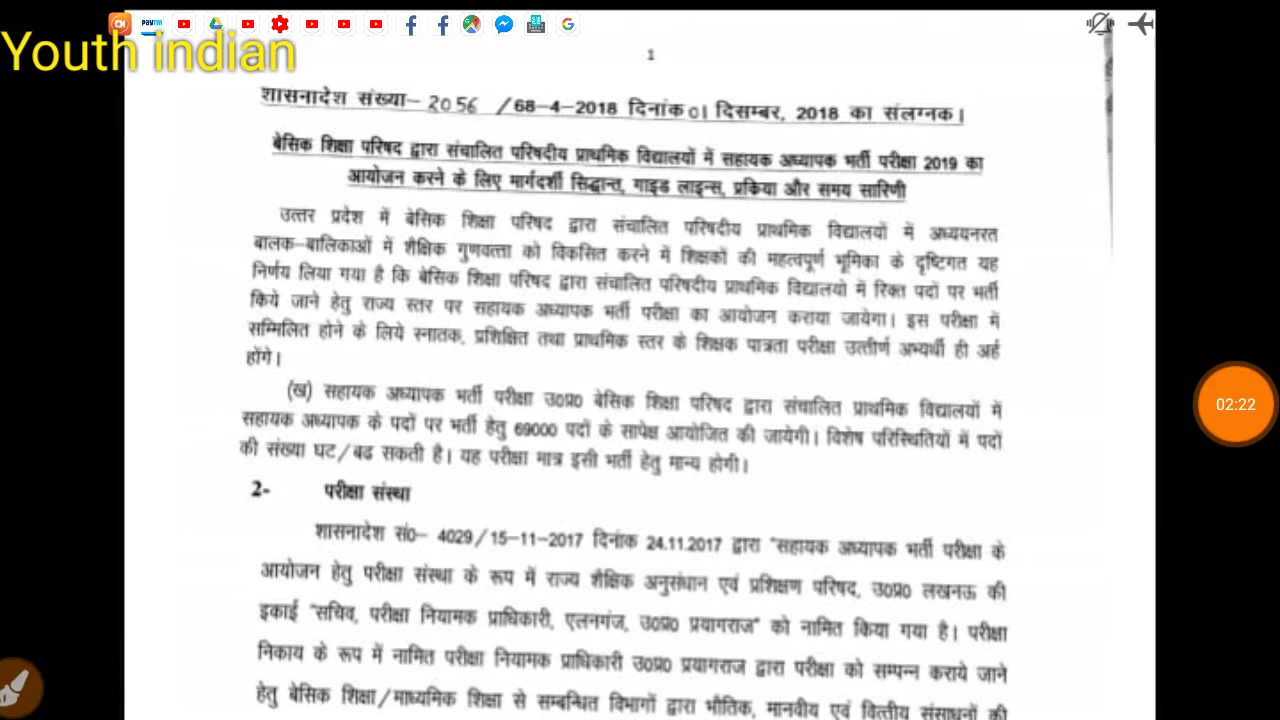 Youth indian
1
शासनादेश संख्या- 2056 /68-4-2018 दिनांक 01 दिसम्बर, 2018 का संलग्नक।
बेसिक शिक्षा परिषद द्वारा संचालित परिषदीय प्राथमिक विद्यालयों में सहायक अध्यापक भर्ती परीक्षा 2019 का
आयोजन करने के लिए मार्गदर्शी सिद्धान्त, गाइड लाइन्स, प्रकिया और समय सारिणी
उत्तर प्रदेश में बेसिक शिक्षा परिषद द्वारा संचालित परिषदीय प्राथमिक विद्यालयों में अध्ययनरत
बालक-बालिकाओं में शैक्षिक गुणवत्ता को विकसित करने में शिक्षकों की महत्वपूर्ण भूमिका के दृष्टिगत यह
निर्णय लिया गया है कि बेसिक शिक्षा परिषद द्वारा संचालित परिषदीय प्राथमिक विद्यालयो में रिक्त पदों पर भर्ती
किये जाने हेतु राज्य स्तर पर सहायक अध्यापक भर्ती परीक्षा का आयोजन कराया जायेगा। इस परीक्षा में
सम्मिलित होने के लिये स्नातक, प्रशिक्षित तथा प्राथमिक स्तर के शिक्षक पात्रता परीक्षा उत्तीर्ण अभ्यर्थी ही अर्ह
होंगे।
(ख) सहायक अध्यापक भर्ती परीक्षा उ0प्र0 बेसिक शिक्षा परिषद द्वारा संचालित प्राथमिक विद्यालयों में
सहायक अध्यापक के पदों पर भर्ती हेतु 69000 पदों के सापेक्ष आयोजित की जायेगी। विशेष परिस्थितियों में पदों
की संख्या घट/बढ सकती है। यह परीक्षा मात्र इसी भर्ती हेतु मान्य होगी।
2- परीक्षा संस्था
शासनादेश सं0- 4029/15-11-2017 दिनांक 24.11.2017 द्वारा "सहायक अध्यापक भर्ती परीक्षा के
आयोजन हेतु परीक्षा संस्था के रूप में राज्य शैक्षिक अनुसंधान एवं प्रशिक्षण परिषद, उ0प्र0 लखनऊ की
इकाई "सचिव, परीक्षा नियामक प्राधिकारी, एलनगंज, उ0प्र0 प्रयागराज" को नामित किया गया है। परीक्षा
निकाय के रूप में नामित परीक्षा नियामक प्राधिकारी उ0प्र0 प्रयागराज द्वारा परीक्षा को सम्पन्न कराये जाने
हेतु बेसिक शिक्षा/माध्यमिक शिक्षा से सम्बन्धित विभागों द्वारा भौतिक, मानवीय एवं वित्तीय संसाधनों की
02:22